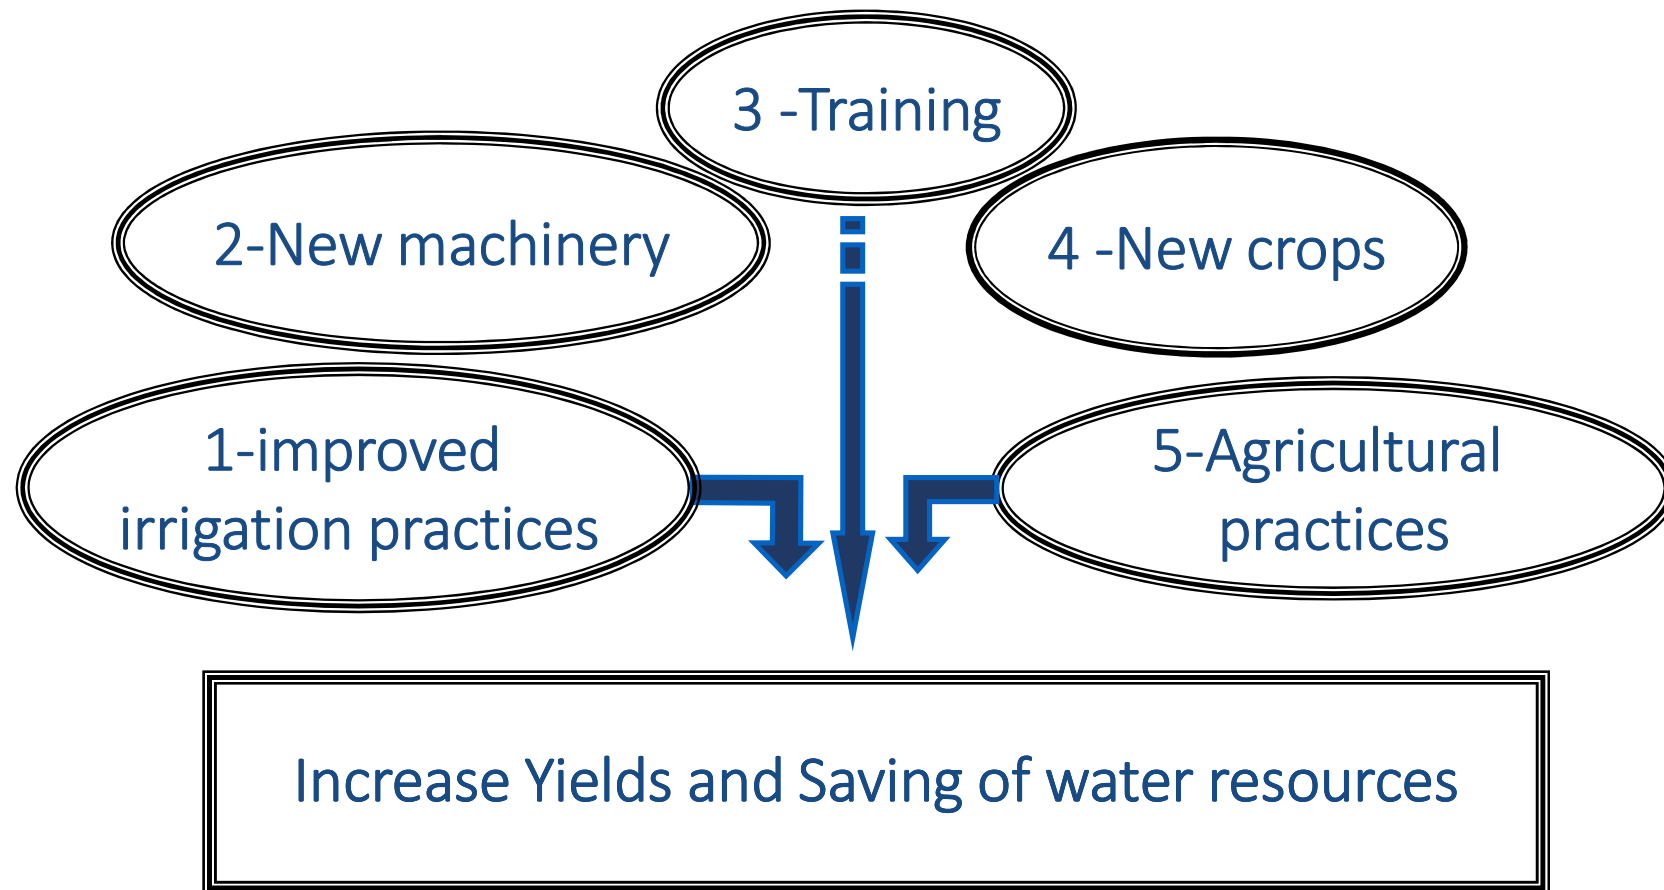 3 -Training
2-New machinery
4 -New crops
1-improved
irrigation practices
5-Agricultural
practices
Increase Yields and Saving of water resources